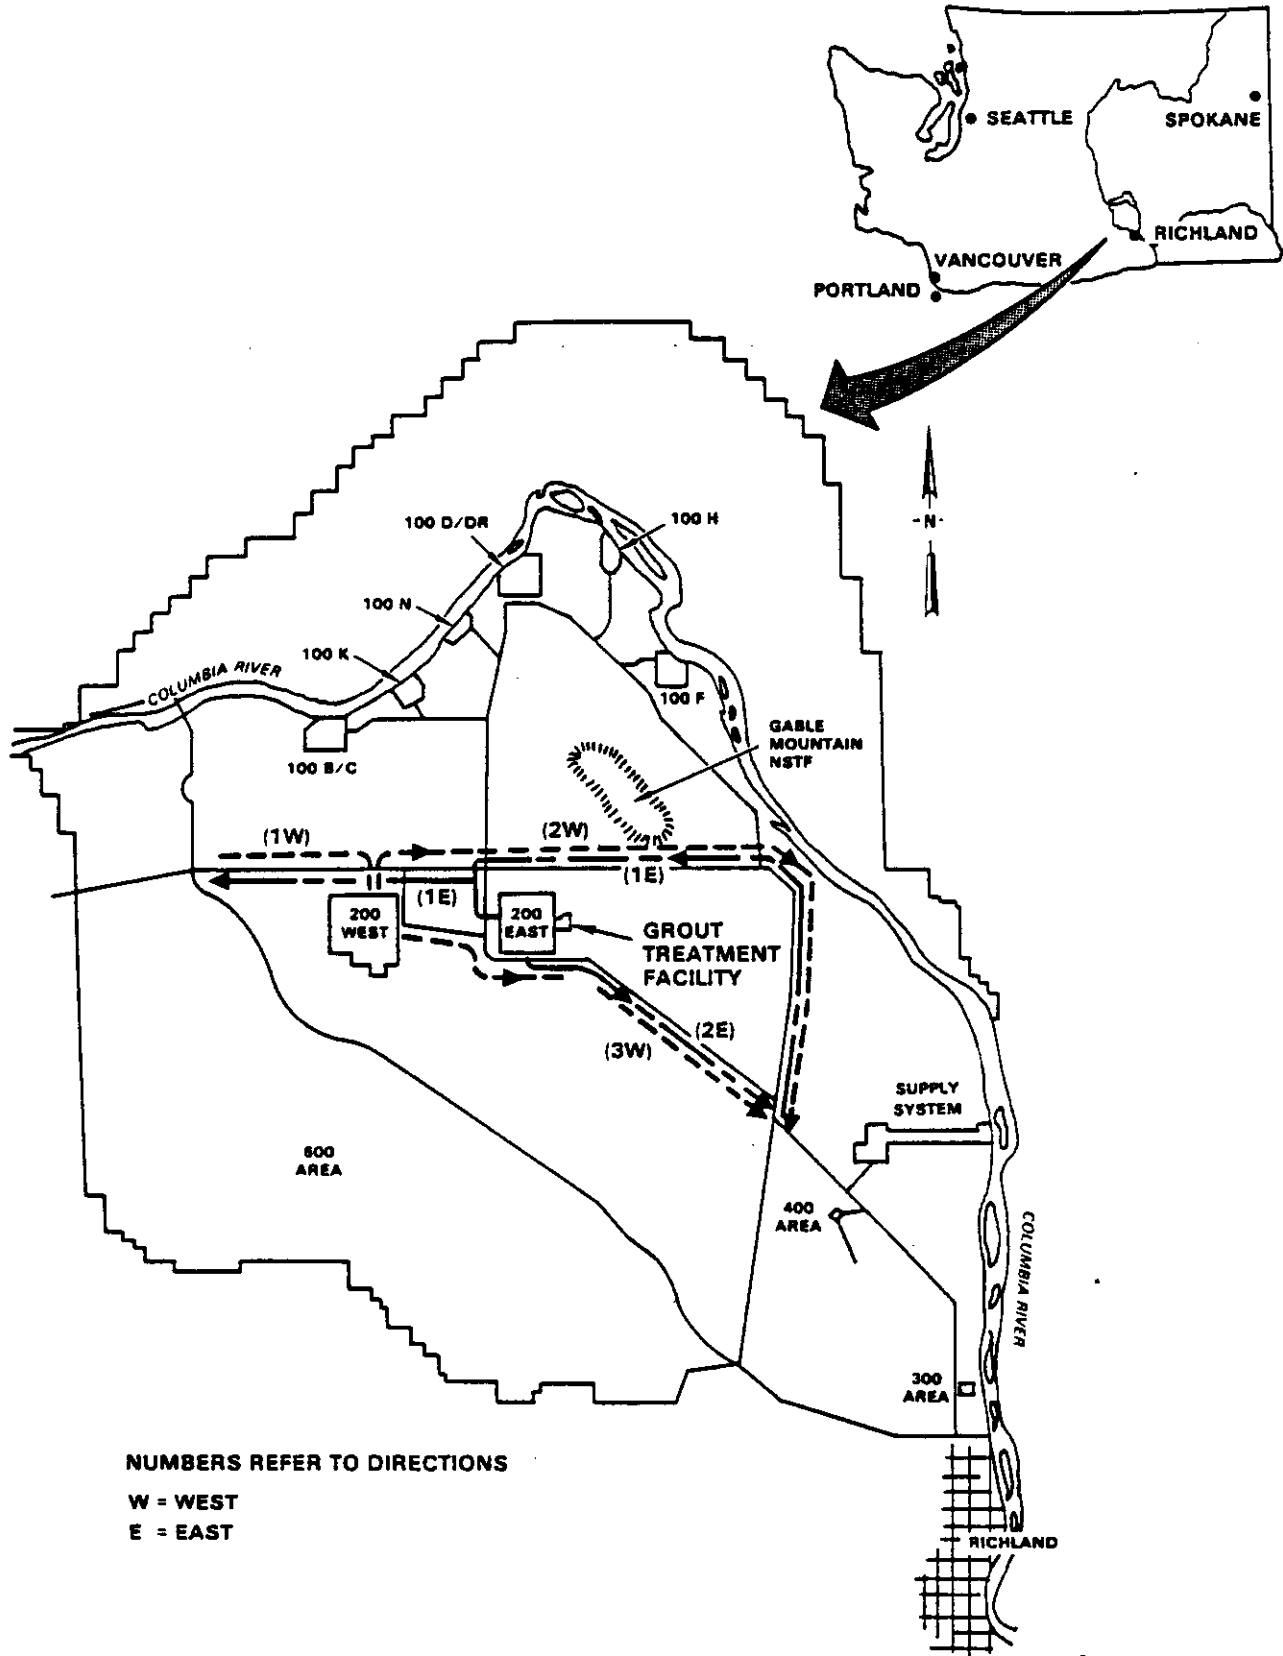 SEATTLE
SPOKANE
RICHLAND
VANCOUVER
PORTLAND
-N-
100 D/DR
100 H
100 N
100 K
COLUMBIA RIVER
100 F
100 B/C
GABLE
MOUNTAIN
NSTF
(1W)
(2W)
(1E)
(1E)
200
WEST
200
EAST
GROUT
TREATMENT
FACILITY
(2E)
(3W)
SUPPLY
SYSTEM
600
AREA
400
AREA
COLUMBIA RIVER
300
AREA
NUMBERS REFER TO DIRECTIONS
W = WEST
E = EAST
RICHLAND